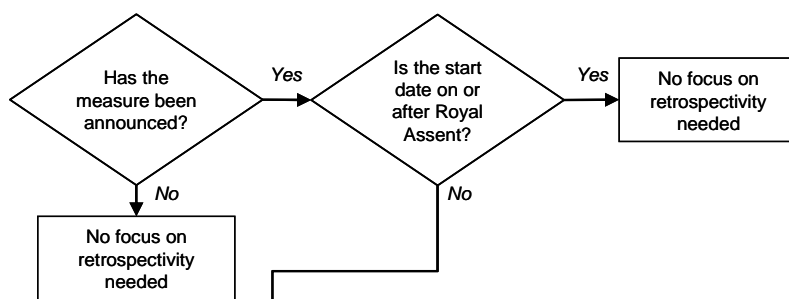 Has the
measure been
announced?
Yes
Is the start
date on or
after Royal
Assent?
Yes
No focus on
retrospectivity
needed
No
No
No focus on
retrospectivity
needed